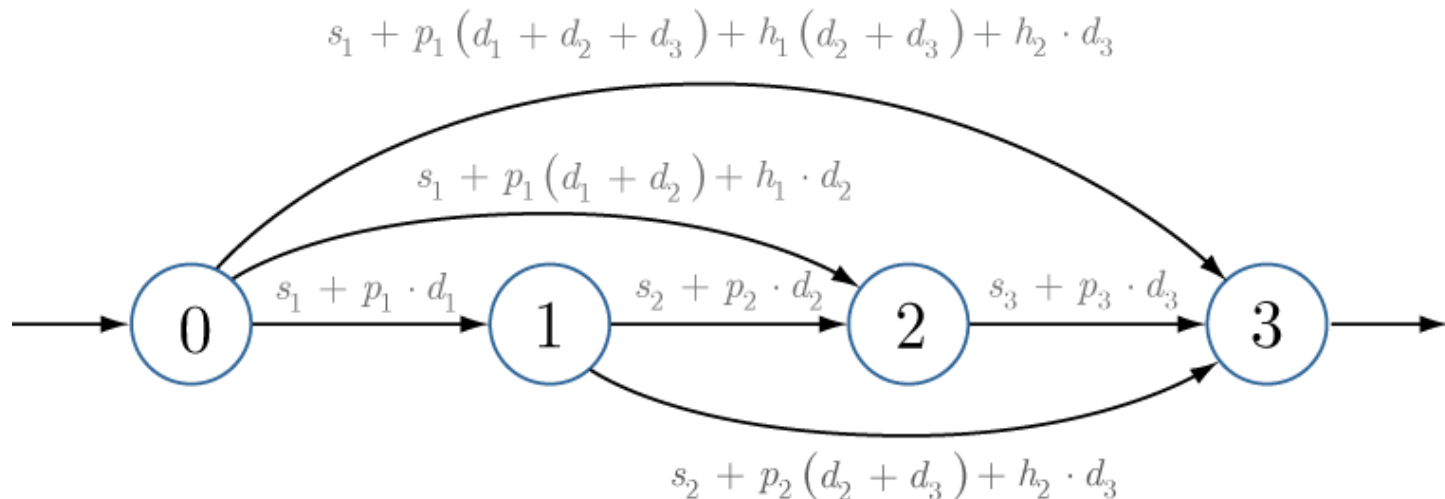 s₁ + p₁(d₁ + d₂ + d₃) + h₁(d₂ + d₃) + h₂ · d₃
s₁ + p₁(d₁ + d₂) + h₁ · d₂
s₁ + p₁ · d₁
s₂ + p₂ · d₂
s₃ + p₃ · d₃
0
1
2
3
s₂ + p₂(d₂ + d₃) + h₂ · d₃